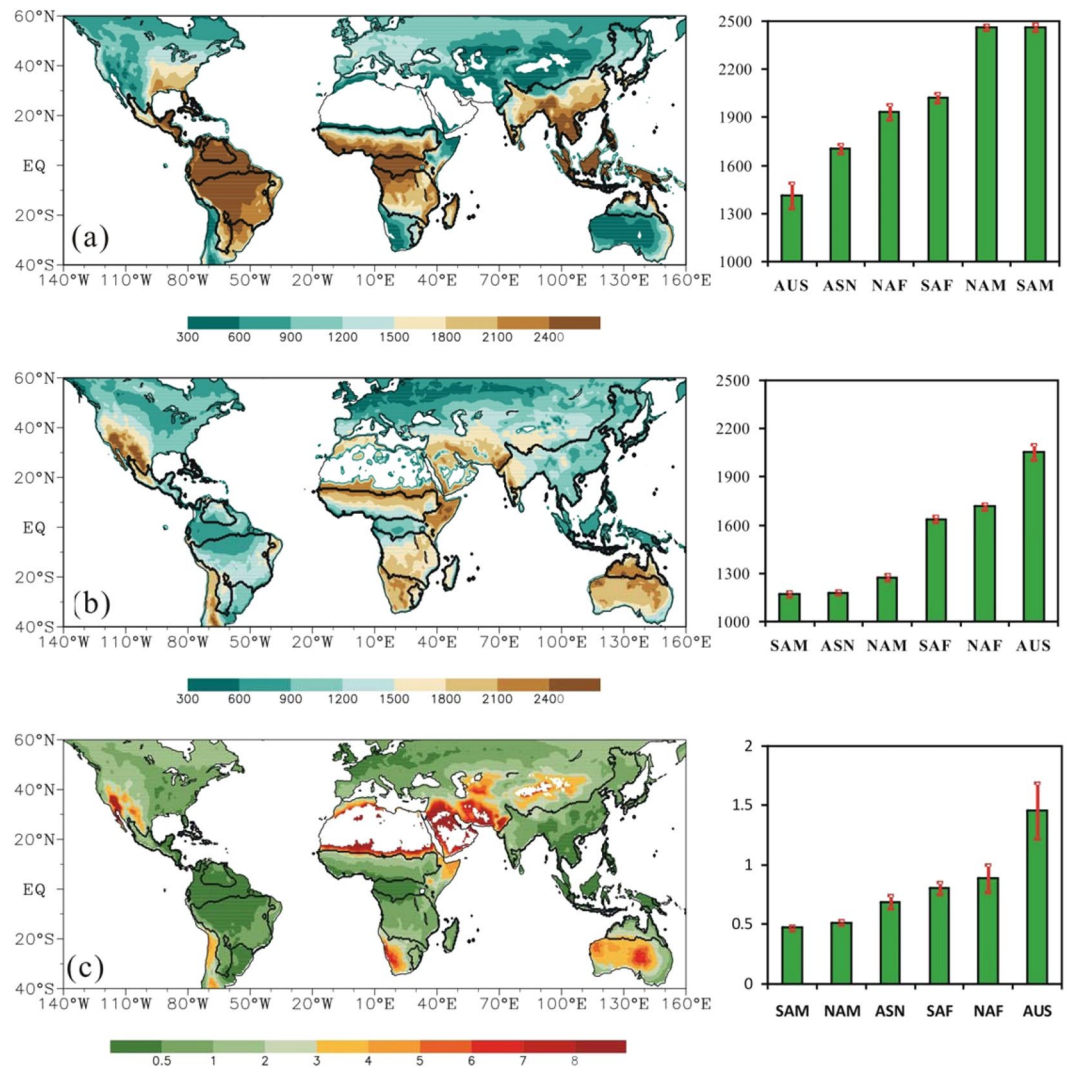 60°N
40°N
20°N
EQ
20°S
40°S
(a)
140°W 110°W 80°W 50°W 20°W 10°E 40°E 70°E 100°E 130°E 160°E
300 600 900 1200 1500 1800 2100 2400
2500
2200
1900
1600
1300
1000
AUS ASN NAF SAF NAM SAM
60°N
40°N
20°N
EQ
20°S
40°S
(b)
140°W 110°W 80°W 50°W 20°W 10°E 40°E 70°E 100°E 130°E 160°E
300 600 900 1200 1500 1800 2100 2400
2500
2200
1900
1600
1300
1000
SAM ASN NAM SAF NAF AUS
60°N
40°N
20°N
EQ
20°S
40°S
(c)
140°W 110°W 80°W 50°W 20°W 10°E 40°E 70°E 100°E 130°E 160°E
0.5 1 2 3 4 5 6 7 8
2
1.5
1
0.5
0
SAM NAM ASN SAF NAF AUS